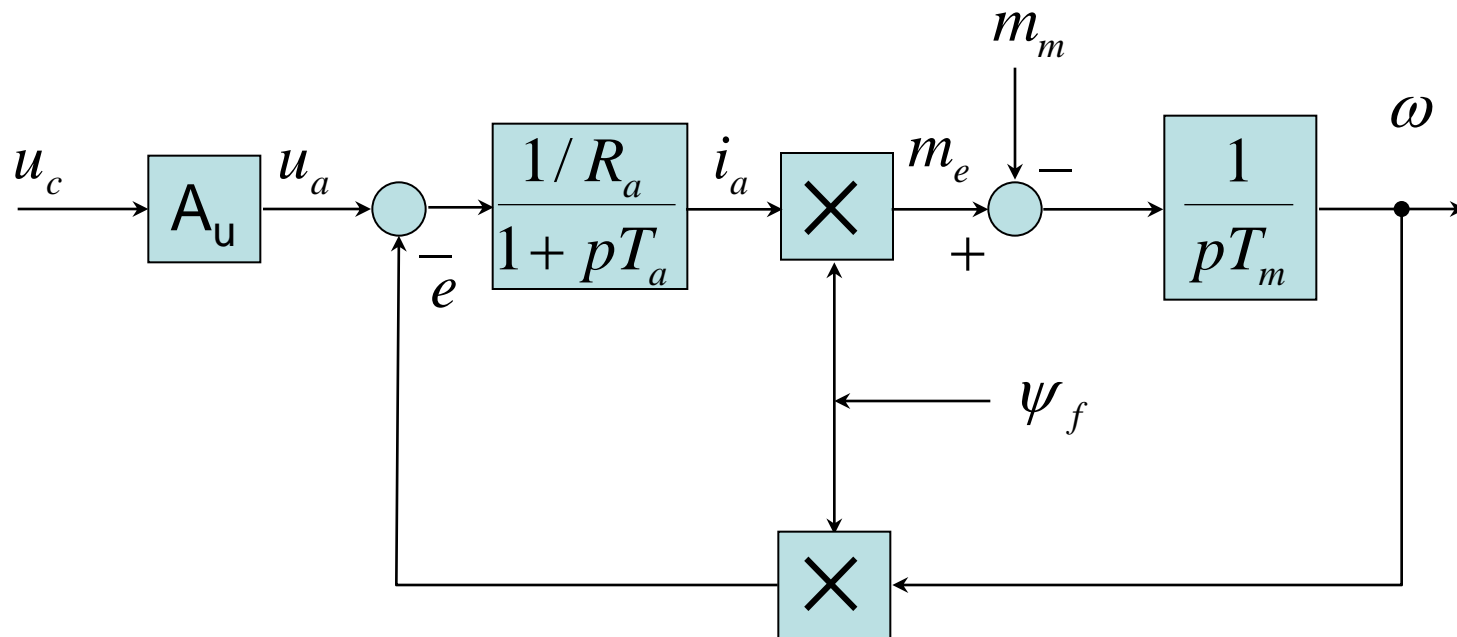 m_m
ω
u_c
A_u
u_a
1/R_a
1+pT_a
i_a
×
m_e
−
1
pT_m
−
e
+
ψ_f
×